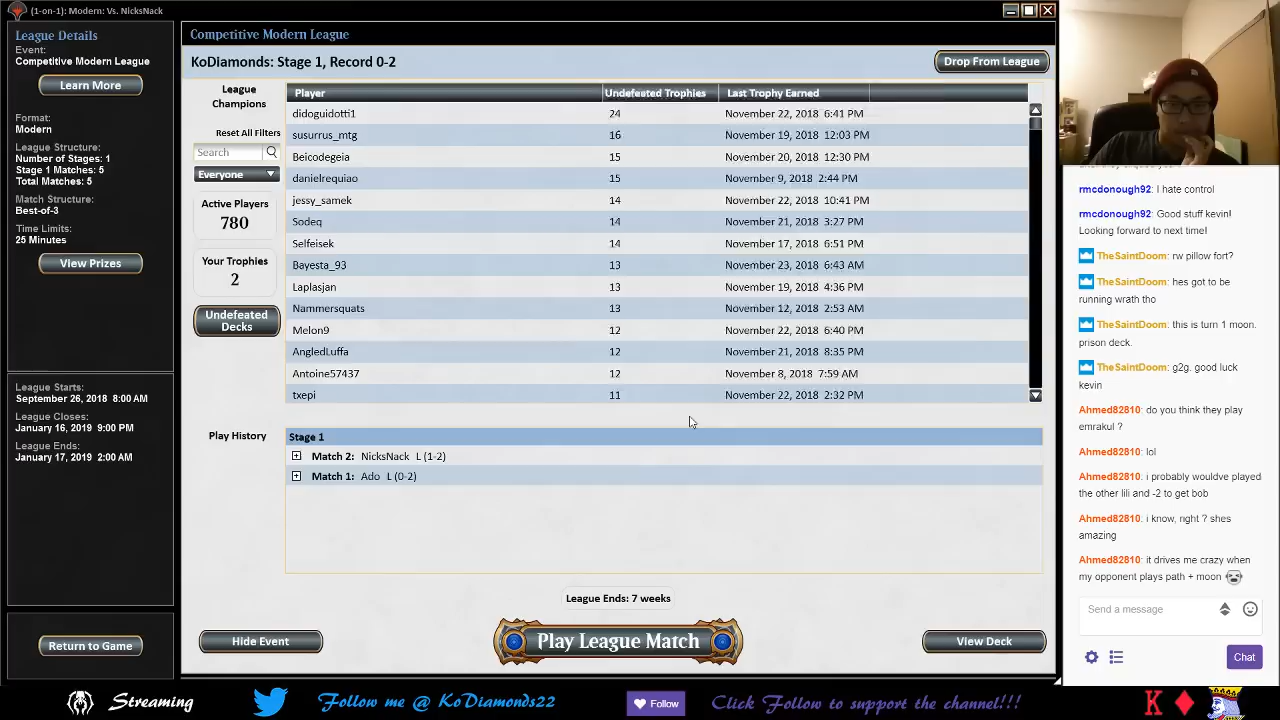 (1-on-1): Modern: Vs. NicksNack
League Details
Event:
Competitive Modern League
Learn More
Format:
Modern
League Structure:
Number of Stages: 1
Stage 1 Matches: 5
Total Matches: 5
Match Structure:
Best-of-3
Time Limits:
25 Minutes
View Prizes
League Starts:
September 26, 2018 8:00 AM
League Closes:
January 16, 2019 9:00 PM
League Ends:
January 17, 2019 2:00 AM
Return to Game
Competitive Modern League
KoDiamonds: Stage 1, Record 0-2
Drop From League
League
Champions
Reset All Filters
Search
Everyone
Active Players
780
Your Trophies
2
Undefeated
Decks
Player Undefeated Trophies Last Trophy Earned
didoguidotti1 24 November 22, 2018 6:41 PM
susurrus_mtg 16 November 19, 2018 12:03 PM
Beicodegeia 15 November 20, 2018 12:30 PM
danielrequiao 15 November 9, 2018 2:44 PM
jessy_samek 14 November 22, 2018 10:41 PM
Sodeq 14 November 21, 2018 3:27 PM
Selfeisek 14 November 17, 2018 6:51 PM
Bayesta_93 13 November 23, 2018 6:43 AM
Laplasjan 13 November 19, 2018 4:36 PM
Nammersquats 13 November 12, 2018 2:53 AM
Melon9 12 November 22, 2018 6:40 PM
AngledLuffa 12 November 21, 2018 8:35 PM
Antoine57437 12 November 8, 2018 7:59 AM
txepi 11 November 22, 2018 2:32 PM
Play History
Stage 1
Match 2: NicksNack L (1-2)
Match 1: Ado L (0-2)
League Ends: 7 weeks
Hide Event
Play League Match
View Deck
rmcdonough92: I hate control
rmcdonough92: Good stuff kevin!
Looking forward to next time!
TheSaintDoom: rw pillow fort?
TheSaintDoom: hes got to be
running wrath tho
TheSaintDoom: this is turn 1 moon.
prison deck.
TheSaintDoom: g2g. good luck
kevin
Ahmed82810: do you think they play
emrakul ?
Ahmed82810: lol
Ahmed82810: i probably wouldve played
the other lili and -2 to get bob
Ahmed82810: i know, right ? shes
amazing
Ahmed82810: it drives me crazy when
my opponent plays path + moon
Send a message
Chat
Streaming
Follow me @ KoDiamonds22
Follow
Click Follow to support the channel!!!
K